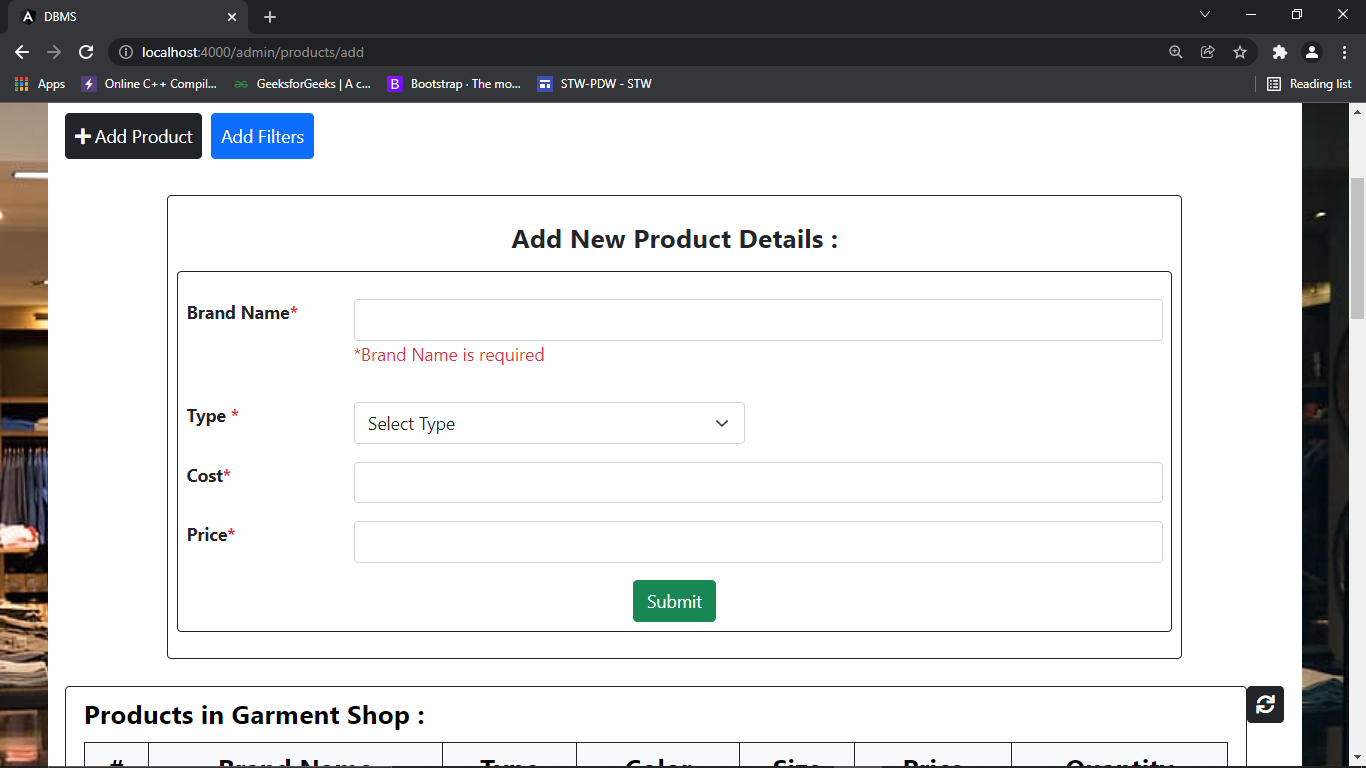 DBMS
localhost:4000/admin/products/add
Apps Online C++ Compil... GeeksforGeeks | A c... Bootstrap · The mo... STW-PDW - STW Reading list
Add Product Add Filters
Add New Product Details :
Brand Name*
*Brand Name is required
Type * Select Type
Cost*
Price*
Submit
Products in Garment Shop :
# Brand Name Type Color Size Price Quantity